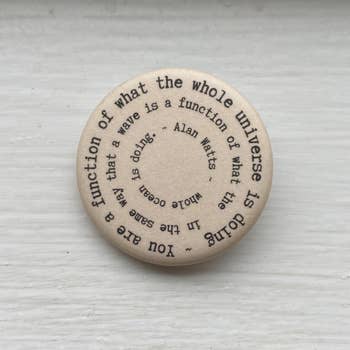 You are a function of what the whole universe is doing ~
in the same way that a wave is a function of what the
whole ocean is doing. ~ Alan Watts ~